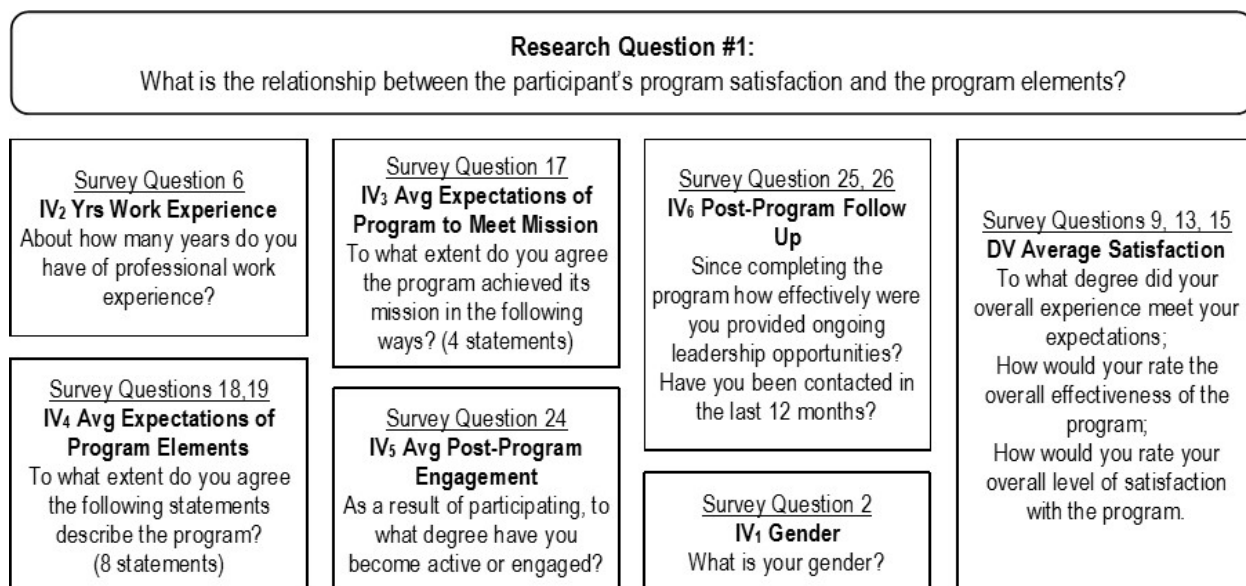 Research Question #1:
What is the relationship between the participant's program satisfaction and the program elements?
Survey Question 6
IV₂ Yrs Work Experience
About how many years do you
have of professional work
experience?
Survey Questions 18,19
IV₄ Avg Expectations of
Program Elements
To what extent do you agree
the following statements
describe the program?
(8 statements)
Survey Question 17
IV₃ Avg Expectations of
Program to Meet Mission
To what extent do you agree
the program achieved its
mission in the following
ways? (4 statements)
Survey Question 24
IV₅ Avg Post-Program
Engagement
As a result of participating, to
what degree have you
become active or engaged?
Survey Question 25, 26
IV₆ Post-Program Follow
Up
Since completing the
program how effectively were
you provided ongoing
leadership opportunities?
Have you been contacted in
the last 12 months?
Survey Question 2
IV₁ Gender
What is your gender?
Survey Questions 9, 13, 15
DV Average Satisfaction
To what degree did your
overall experience meet your
expectations;
How would your rate the
overall effectiveness of the
program;
How would you rate your
overall level of satisfaction
with the program.